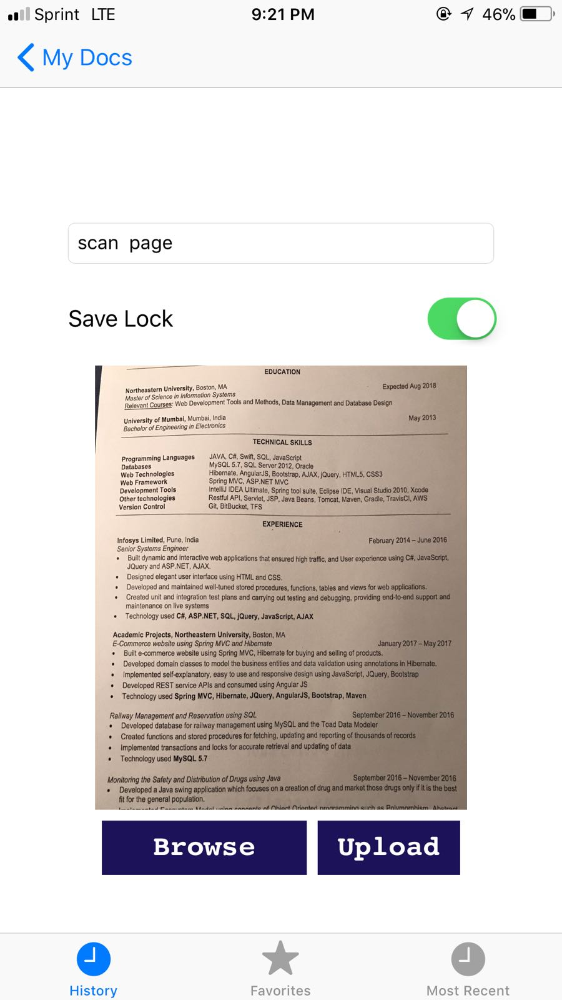 Sprint LTE 9:21 PM 46%
My Docs
scan page
Save Lock
EDUCATION
Northeastern University, Boston, MA Expected Aug 2018
Master of Science in Information Systems
Relevant Courses: Web Development Tools and Methods, Data Management and Database Design
University of Mumbai, Mumbai, India May 2013
Bachelor of Engineering in Electronics
TECHNICAL SKILLS
Programming Languages JAVA, C#, Swift, SQL, JavaScript
Databases MySQL 5.7, SQL Server 2012, Oracle
Web Technologies Hibernate, AngularJS, Bootstrap, AJAX, jQuery, HTML5, CSS3
Web Framework Spring MVC, ASP.NET MVC
Development Tools IntelliJ IDEA Ultimate, Spring tool suite, Eclipse IDE, Visual Studio 2010, Xcode
Other technologies Restful API, Servlet, JSP, Java Beans, Tomcat, Maven, Gradle, TravisCI, AWS
Version Control Git, BitBucket, TFS
EXPERIENCE
Infosys Limited, Pune, India February 2014 – June 2016
Senior Systems Engineer
• Built dynamic and interactive web applications that ensured high traffic, and User experience using C#, JavaScript,
JQuery and ASP.NET, AJAX.
• Designed elegant user interface using HTML and CSS.
• Developed and maintained well-tuned stored procedures, functions, tables and views for web applications.
• Created unit and integration test plans and carrying out testing and debugging, providing end-to-end support and
maintenance on live systems
• Technology used C#, ASP.NET, SQL, jQuery, JavaScript, AJAX
Academic Projects, Northeastern University, Boston, MA
E-Commerce website using Spring MVC and Hibernate January 2017 – May 2017
• Built e-commerce website using Spring MVC, Hibernate for buying and selling of products.
• Developed domain classes to model the business entities and data validation using annotations in Hibernate.
• Implemented self-explanatory, easy to use and responsive design using JavaScript, JQuery, Bootstrap
• Developed REST service APIs and consumed using Angular JS
• Technology used Spring MVC, Hibernate, JQuery, AngularJS, Bootstrap, Maven
Railway Management and Reservation using SQL September 2016 – November 2016
• Developed database for railway management using MySQL and the Toad Data Modeler
• Created functions and stored procedures for fetching, updating and reporting of thousands of records
• Implemented transactions and locks for accurate retrieval and updating of data
• Technology used MySQL 5.7
Monitoring the Safety and Distribution of Drugs using Java September 2016 – November 2016
• Developed a Java swing application which focuses on a creation of drug and market those drugs only if it is the best
fit for the general population.
Implemented Ecosystem Model using concepts of Object Oriented programming such as Polymorphism, Abstract
Browse Upload
History Favorites Most Recent